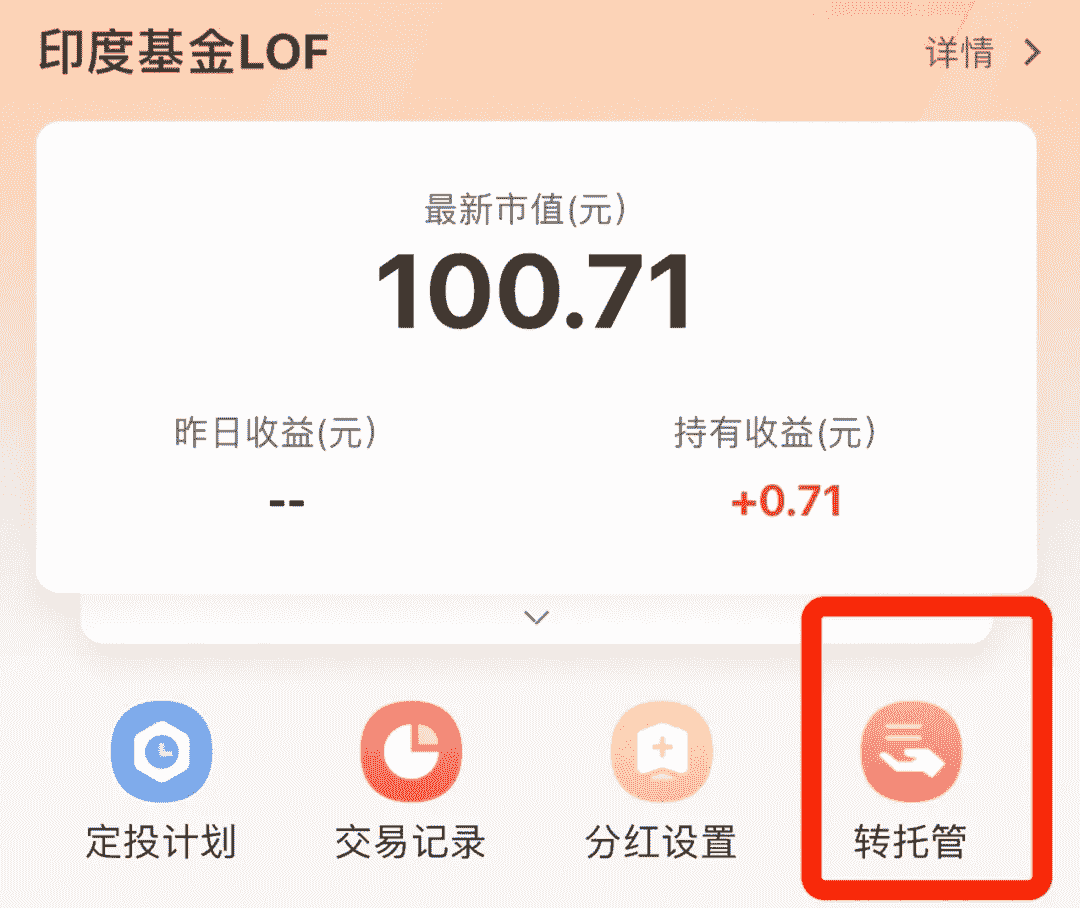 印度基金LOF 详情
最新市值(元)
100.71
昨日收益(元) 持有收益(元)
-- +0.71
定投计划 交易记录 分红设置 转托管